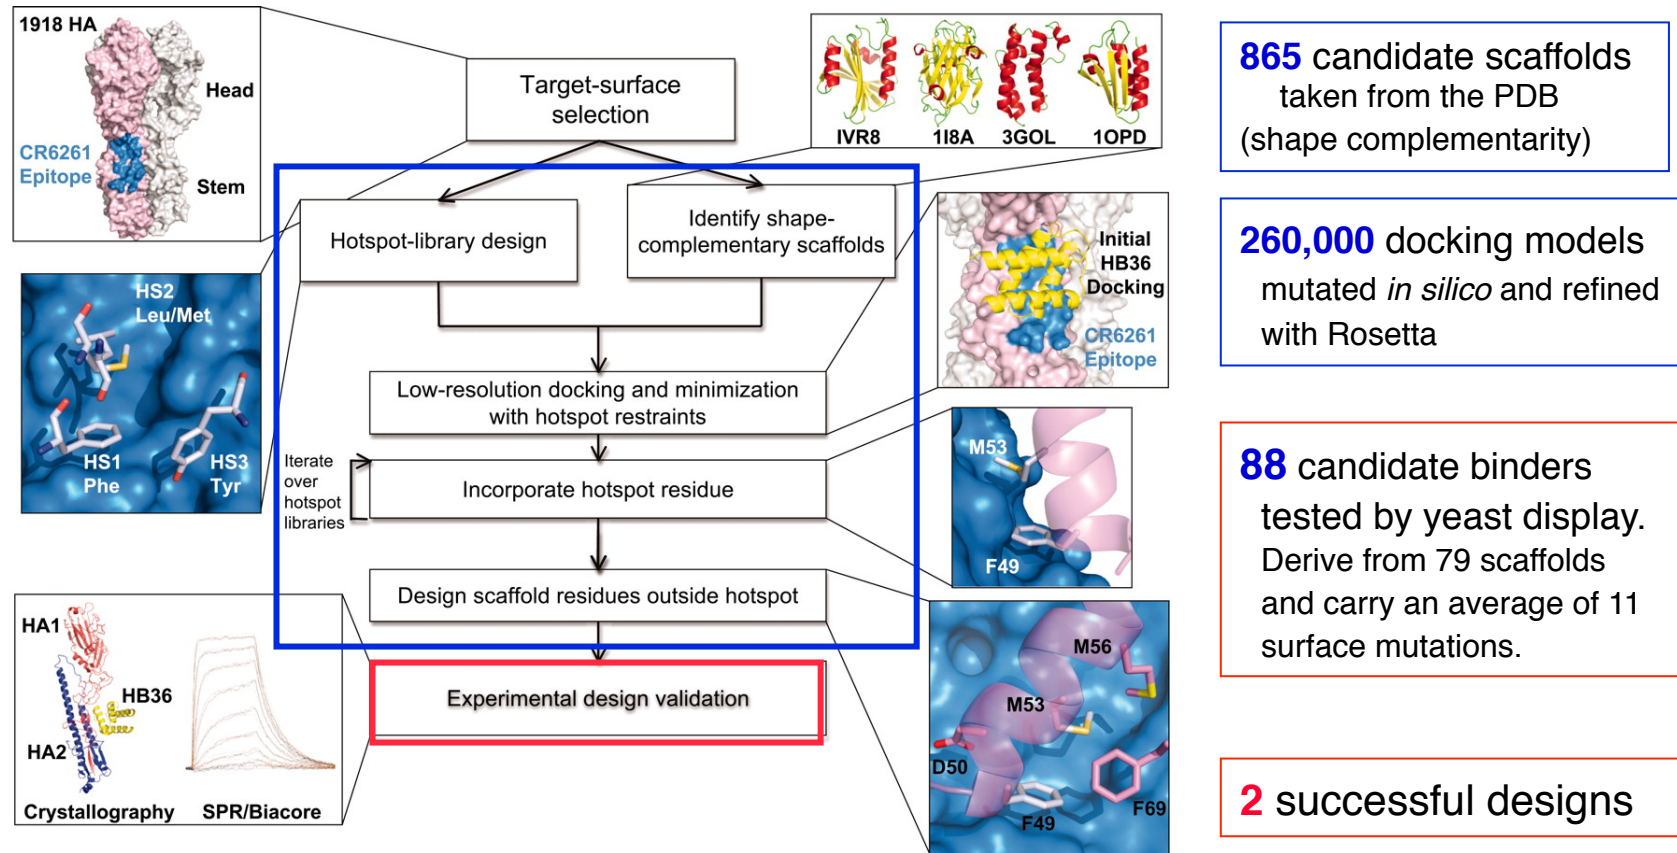 1918 HA
Head
CR6261
Epitope
Stem
Target-surface
selection
IVR8
1I8A
3GOL
1OPD
Hotspot-library design
Identify shape-
complementary scaffolds
HS2
Leu/Met
HS1
Phe
HS3
Tyr
Initial
HB36
Docking
CR6261
Epitope
Low-resolution docking and minimization
with hotspot restraints
Iterate
over
hotspot
libraries
Incorporate hotspot residue
M53
F49
Design scaffold residues outside hotspot
M56
M53
D50
F69
F49
Experimental design validation
HA1
HB36
HA2
Crystallography
SPR/Biacore
865 candidate scaffolds
taken from the PDB
(shape complementarity)
260,000 docking models
mutated in silico and refined
with Rosetta
88 candidate binders
tested by yeast display.
Derive from 79 scaffolds
and carry an average of 11
surface mutations.
2 successful designs